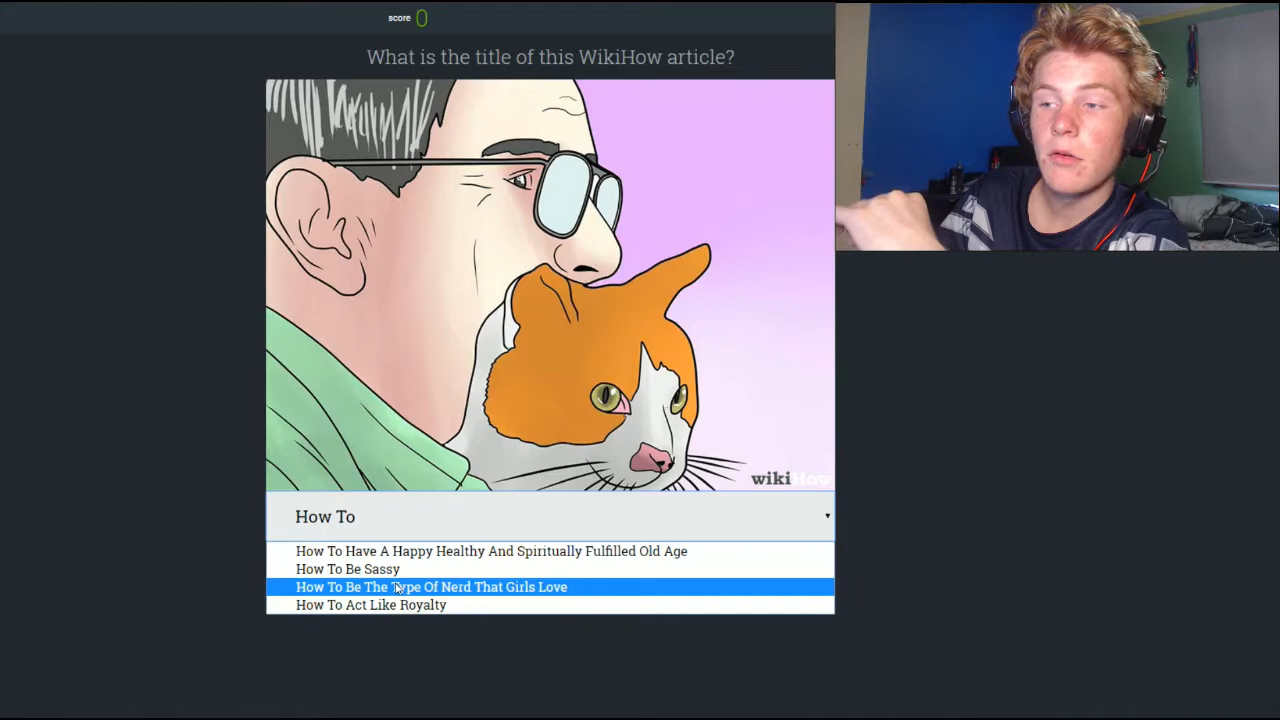 score 0
What is the title of this WikiHow article?
wikiHow
How To
How To Have A Happy Healthy And Spiritually Fulfilled Old Age
How To Be Sassy
How To Be The Type Of Nerd That Girls Love
How To Act Like Royalty